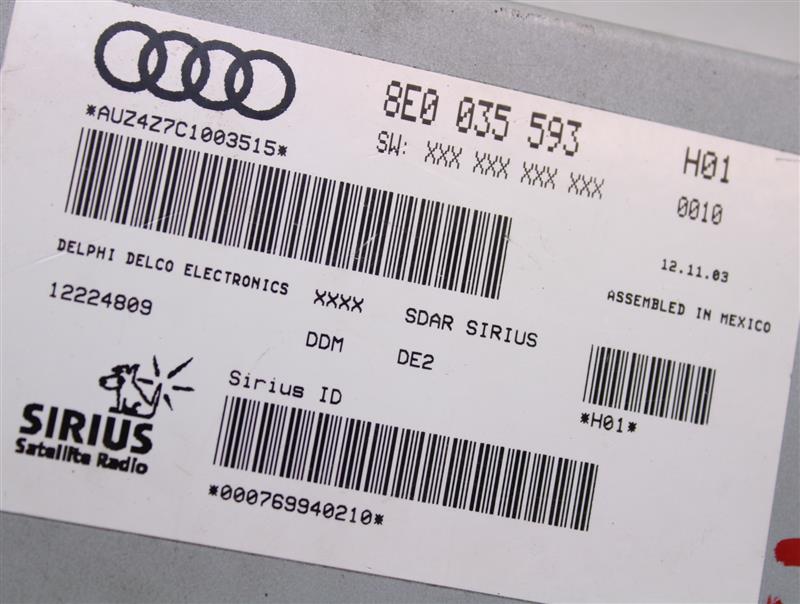 8E0 035 593
H01
*AUZ4Z7C1003515*
SW: XXX XXX XXX XXX
0010
12.11.03
DELPHI DELCO ELECTRONICS
XXXX
SDAR SIRIUS
ASSEMBLED IN MEXICO
12224809
DDM
DE2
*H01*
SIRIUS
Satellite Radio
Sirius ID
*000769940210*